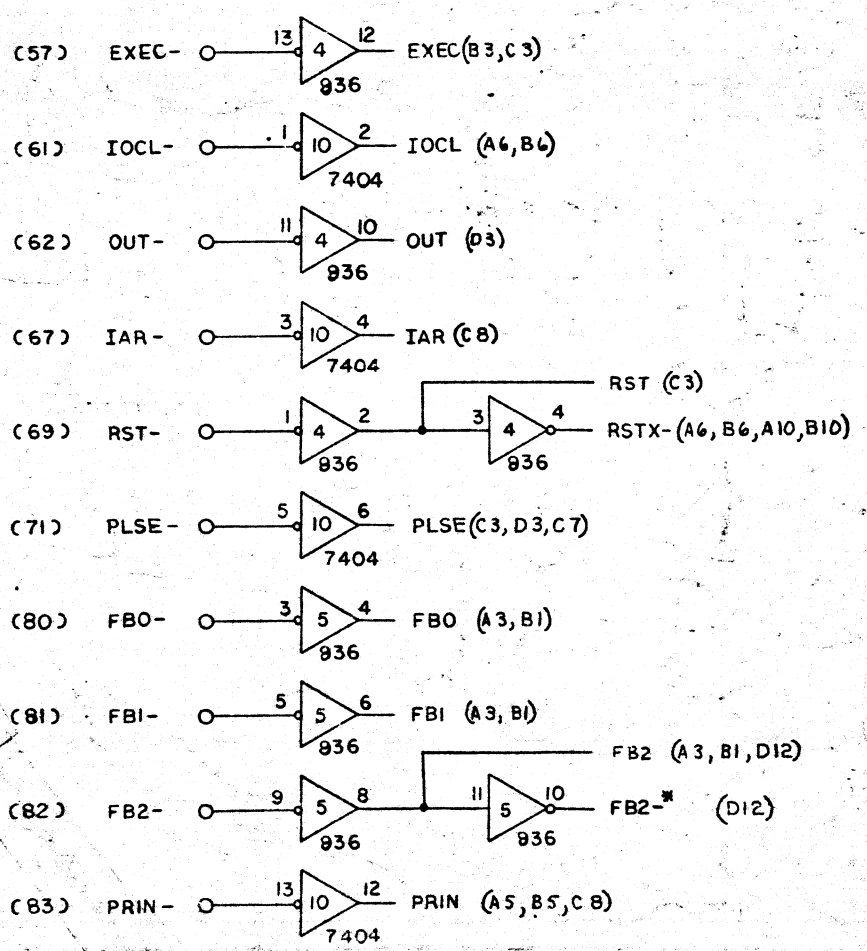 (57) EXEC- 13 4 12 EXEC(B3,C3)
936
(61) IOCL- 1 10 2 IOCL (A6,B6)
7404
(62) OUT- 11 4 10 OUT (D3)
936
(67) IAR- 3 10 4 IAR (C8)
7404
RST (C3)
(69) RST- 1 4 2 3 4 4 RSTX-(A6,B6,A10,B10)
936 936
(71) PLSE- 5 10 6 PLSE(C3,D3,C7)
7404
(80) FB0- 3 5 4 FB0 (A3,B1)
936
(81) FB1- 5 5 6 FB1 (A3,B1)
936
FB2 (A3,B1,D12)
(82) FB2- 9 5 8 11 5 10 FB2-* (D12)
936 936
(83) PRIN- 13 10 12 PRIN (A5,B5,C8)
7404